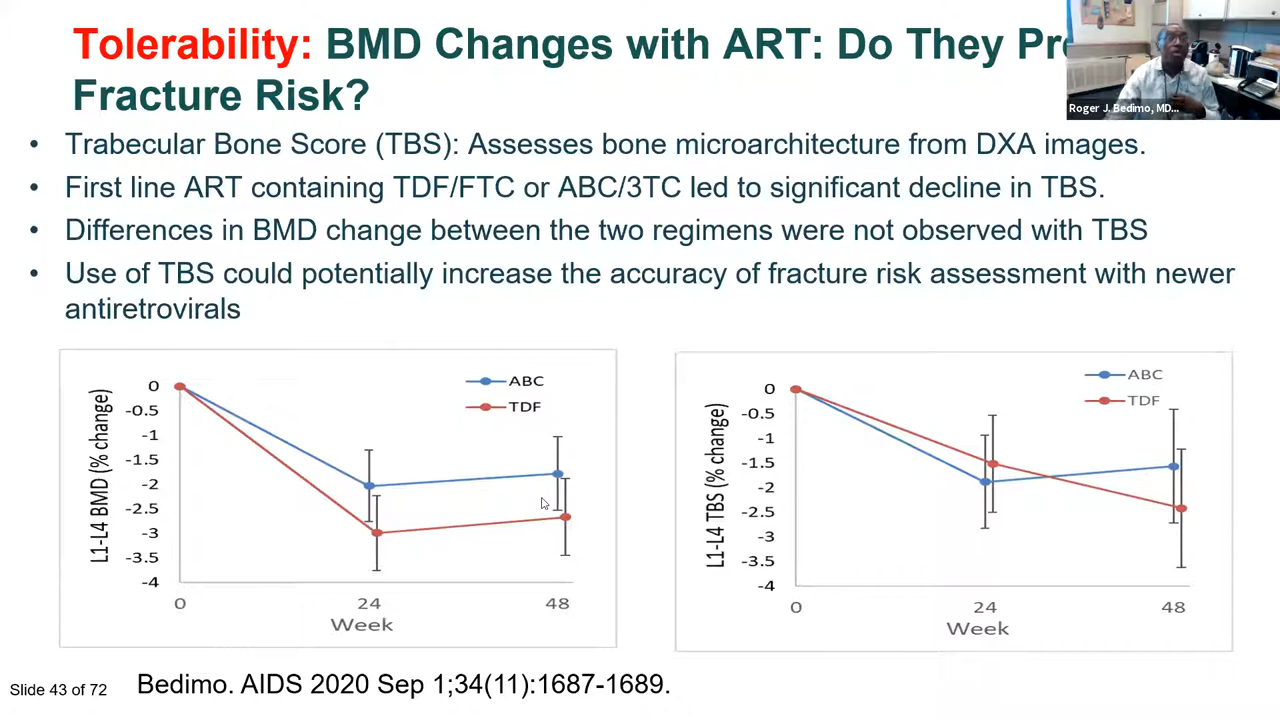 Tolerability: BMD Changes with ART: Do They
Fracture Risk?
Roger J. Bedimo, MD...
• Trabecular Bone Score (TBS): Assesses bone microarchitecture from DXA images.
• First line ART containing TDF/FTC or ABC/3TC led to significant decline in TBS.
• Differences in BMD change between the two regimens were not observed with TBS
• Use of TBS could potentially increase the accuracy of fracture risk assessment with newer
antiretrovirals
L1-L4 BMD (% change)
0
-0.5
-1
-1.5
-2
-2.5
-3
-3.5
-4
ABC
TDF
0 24 48
Week
L1-L4 TBS (% change)
0
-0.5
-1
-1.5
-2
-2.5
-3
-3.5
-4
ABC
TDF
0 24 48
Week
Slide 43 of 72
Bedimo. AIDS 2020 Sep 1;34(11):1687-1689.